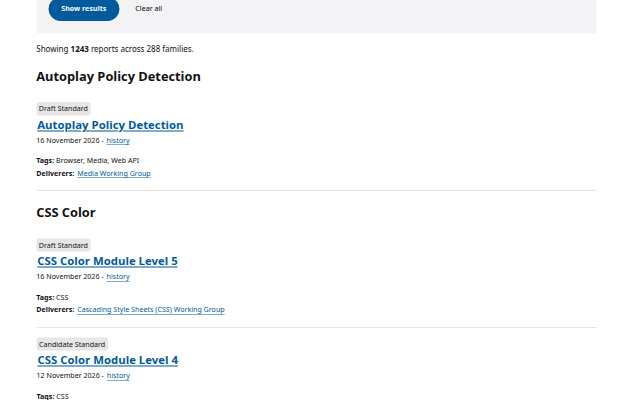 Show results
Clear all
Showing 1243 reports across 288 families.
Autoplay Policy Detection
Draft Standard
Autoplay Policy Detection
16 November 2026 - history
Tags: Browser, Media, Web API
Deliverers: Media Working Group
CSS Color
Draft Standard
CSS Color Module Level 5
16 November 2026 - history
Tags: CSS
Deliverers: Cascading Style Sheets (CSS) Working Group
Candidate Standard
CSS Color Module Level 4
12 November 2026 - history
Tags: CSS